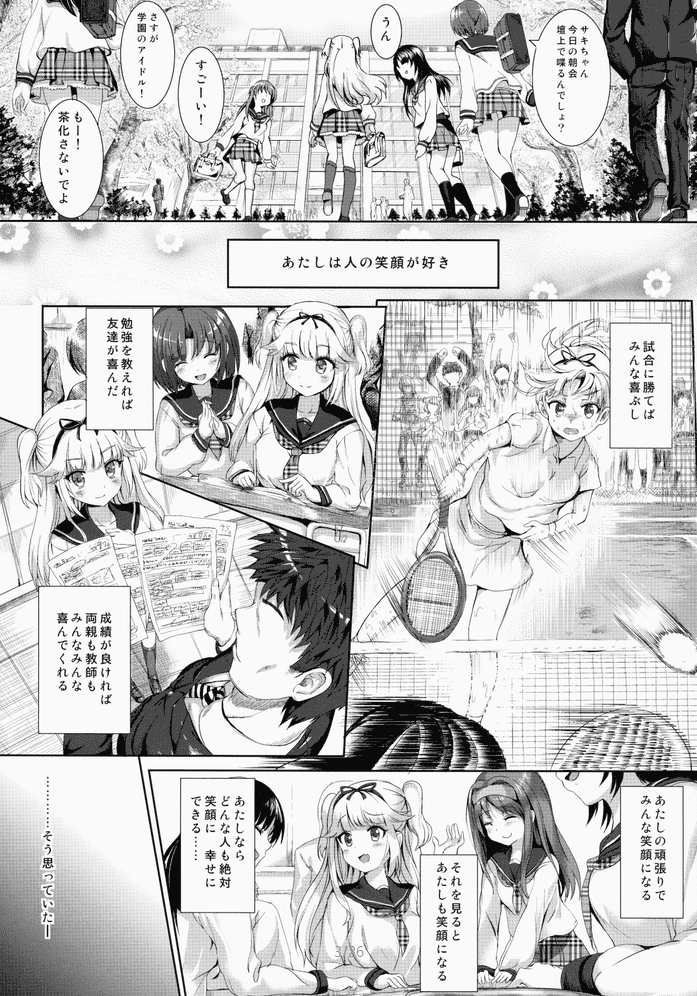 サキちゃん
今日の朝会
壇上で喋るんでしょ？
うん
すごーい！
さすが
学園のアイドル！
もー！
茶化さないでよ
あたしは人の笑顔が好き
試合に勝てば
みんな喜ぶし
勉強を教えれば
友達が喜んだ
成績が良ければ
両親も教師も
みんなみんな
喜んでくれる
あたしの頑張りで
みんな笑顔になる
それを見ると
あたしも笑顔になる
あたしなら
どんな人も絶対
笑顔に 幸せに
できる……
………そう思っていたー
3/36